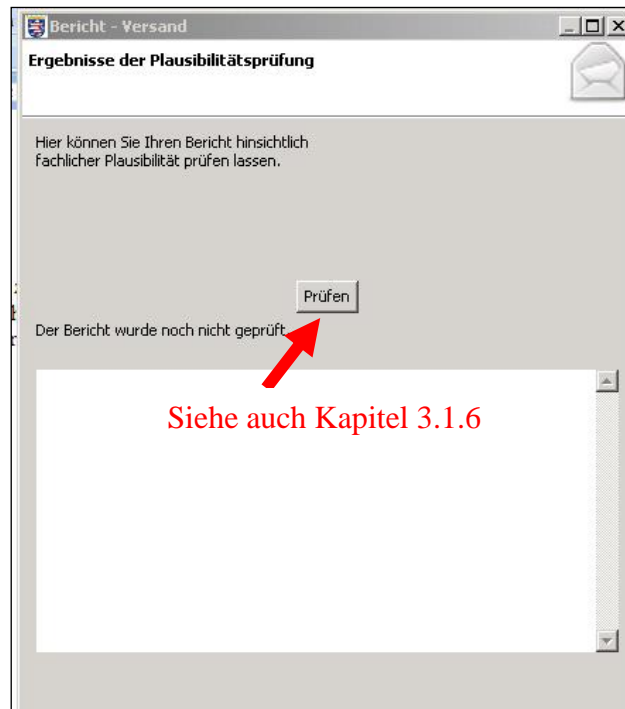 Bericht - Versand
Ergebnisse der Plausibilitätsprüfung
Hier können Sie Ihren Bericht hinsichtlich
fachlicher Plausibilität prüfen lassen.
Prüfen
Der Bericht wurde noch nicht geprüft.
Siehe auch Kapitel 3.1.6